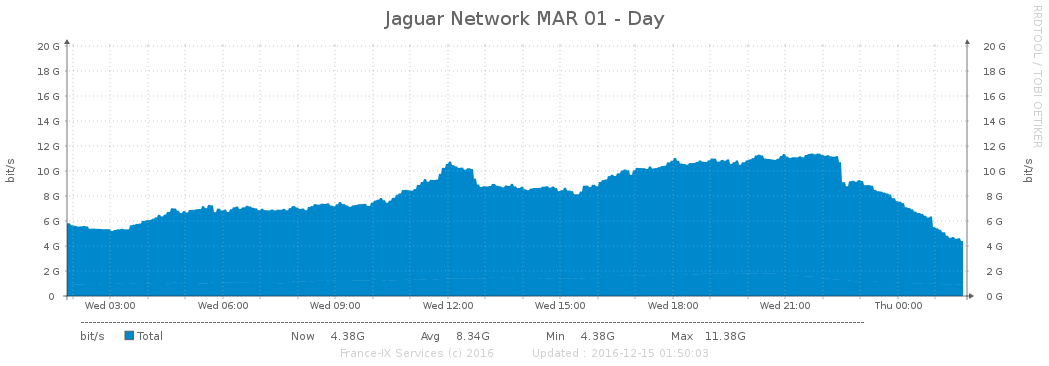 Jaguar Network MAR 01 - Day
RRDTOOL / TOBI OETIKER
bit/s
bit/s
20 G 20 G
18 G 18 G
16 G 16 G
14 G 14 G
12 G 12 G
10 G 10 G
8 G 8 G
6 G 6 G
4 G 4 G
2 G 2 G
0 0 G
Wed 03:00 Wed 06:00 Wed 09:00 Wed 12:00 Wed 15:00 Wed 18:00 Wed 21:00 Thu 00:00
bit/s Total Now 4.38G Avg 8.34G Min 4.38G Max 11.38G
France-IX Services (c) 2016 Updated : 2016-12-15 01:50:03